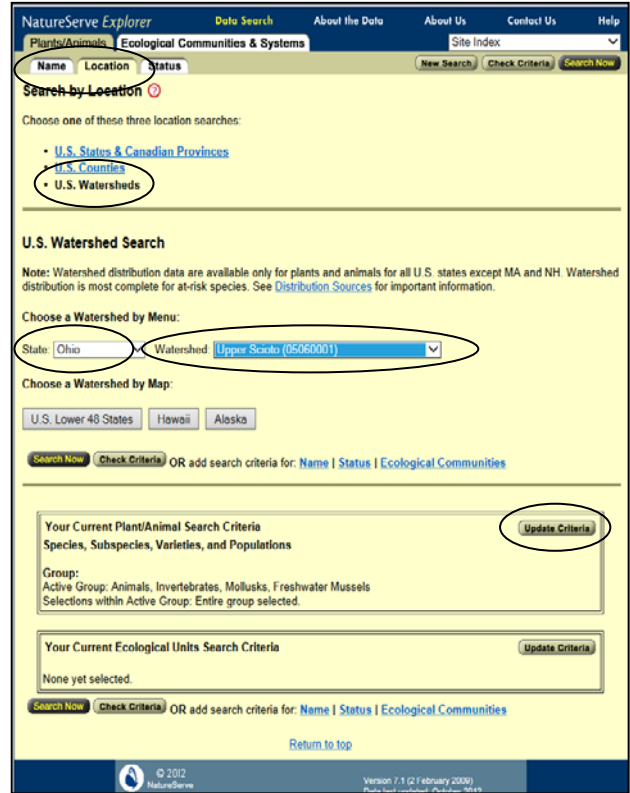 NatureServe Explorer Data Search About the Data About Us Contact Us Help
Plants/Animals Ecological Communities & Systems Site Index
Name Location Status New Search Check Criteria Search Now
Search by Location ?
Choose one of these three location searches:
• U.S. States & Canadian Provinces
• U.S. Counties
• U.S. Watersheds
U.S. Watershed Search
Note: Watershed distribution data are available only for plants and animals for all U.S. states except MA and NH. Watershed
distribution is most complete for at-risk species. See Distribution Sources for important information.
Choose a Watershed by Menu:
State: Ohio Watershed: Upper Scioto (05060001)
Choose a Watershed by Map:
U.S. Lower 48 States Hawaii Alaska
Search Now Check Criteria OR add search criteria for: Name | Status | Ecological Communities
Your Current Plant/Animal Search Criteria Update Criteria
Species, Subspecies, Varieties, and Populations
Group:
Active Group: Animals, Invertebrates, Mollusks, Freshwater Mussels
Selections within Active Group: Entire group selected.
Your Current Ecological Units Search Criteria Update Criteria
None yet selected.
Search Now Check Criteria OR add search criteria for: Name | Status | Ecological Communities
Return to top
© 2012
NatureServe
Version 7.1 (2 February 2009)
Data last updated: October 2012